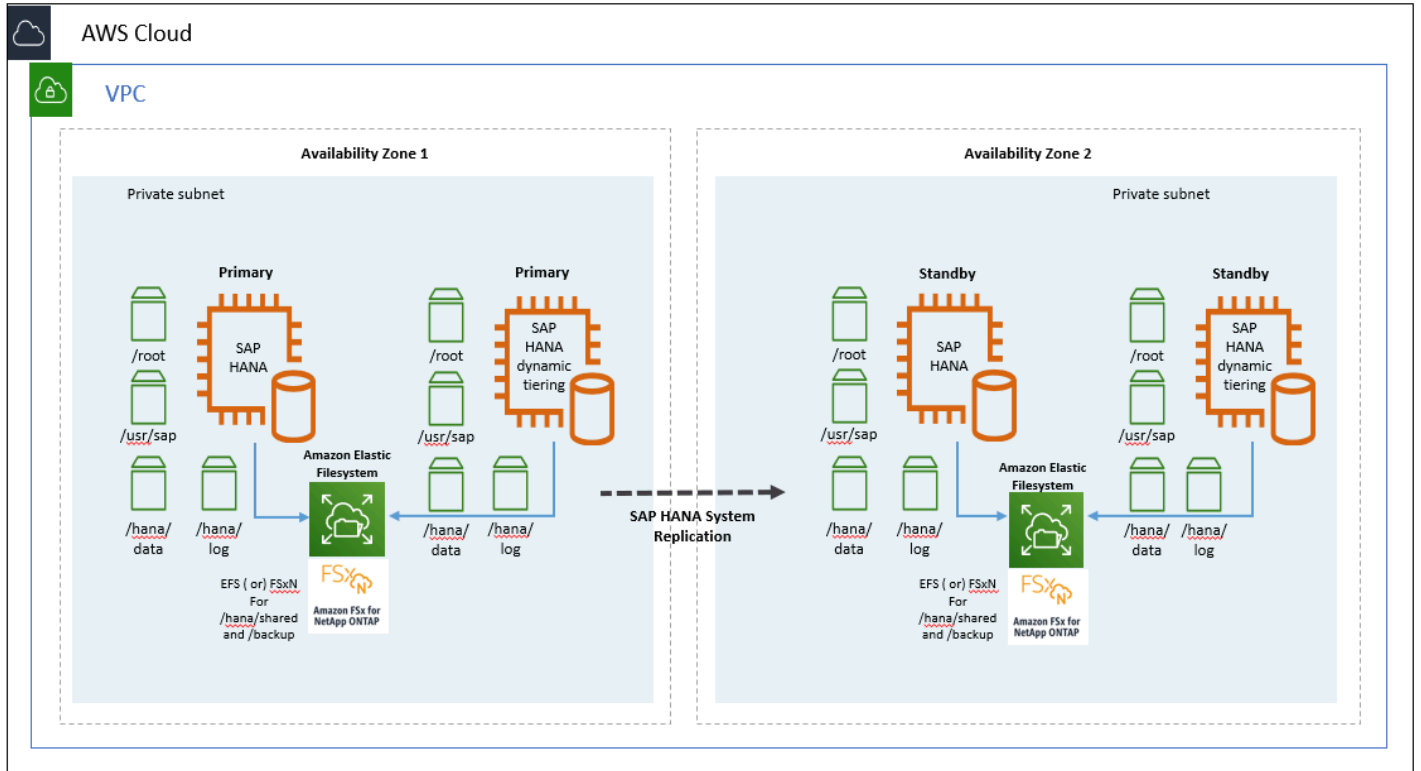 AWS Cloud
VPC
Availability Zone 1
Private subnet
Primary
SAP
HANA
/root
/usr/sap
/hana/
data
/hana/
log
Primary
SAP
HANA
dynamic
tiering
/root
/usr/sap
/hana/
data
/hana/
log
Amazon Elastic
Filesystem
EFS ( or) FSxN
For
/hana/shared
and /backup
FSx
N
Amazon FSx for
NetApp ONTAP
SAP HANA System
Replication
Availability Zone 2
Private subnet
Standby
SAP
HANA
/root
/usr/sap
/hana/
data
/hana/
log
Standby
SAP
HANA
dynamic
tiering
/root
/usr/sap
/hana/
data
/hana/
log
Amazon Elastic
Filesystem
EFS ( or) FSxN
For
/hana/shared
and /backup
FSx
N
Amazon FSx for
NetApp ONTAP